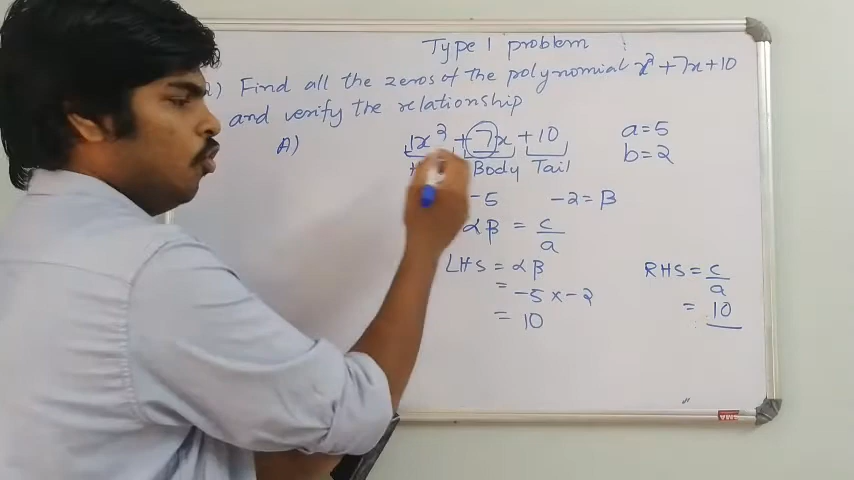 Type 1 problem
) Find all the zeros of the polynomial x² + 7x + 10
and verify the relationship
A)
1x² + 7x + 10
a = 5
b = 2
Body Tail
-5 -2 = β
αβ = c/a
LHS = αβ
= -5 x -2
= 10
RHS = c/a
= 10